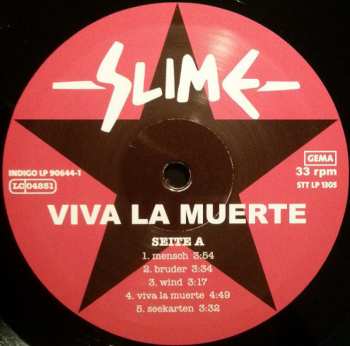 SLIME
INDIGO LP 90644-1
LC 04851
GEMA
33 rpm
STT LP 1305
VIVA LA MUERTE
SEITE A
1. mensch 3:54
2. bruder 3:34
3. wind 3:17
4. viva la muerte 4:49
5. seekarten 3:32